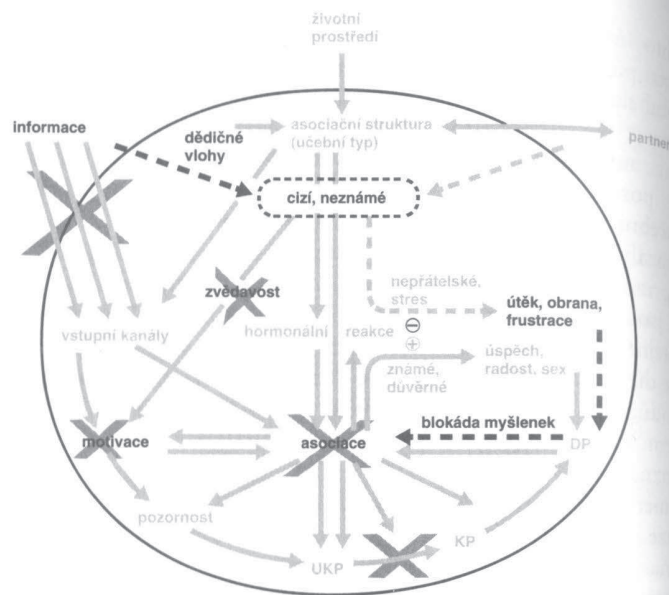 životní
prostředí
informace
dědičné
vlohy
asociační struktura
(učební typ)
partner
cizí, neznámé
zvědavost
nepřátelské,
stres
útěk, obrana,
frustrace
vstupní kanály
hormonální reakce
⊖
⊕
známé,
důvěrné
úspěch,
radost, sex
motivace
asociace
blokáda myšlenek
DP
pozornost
UKP
KP